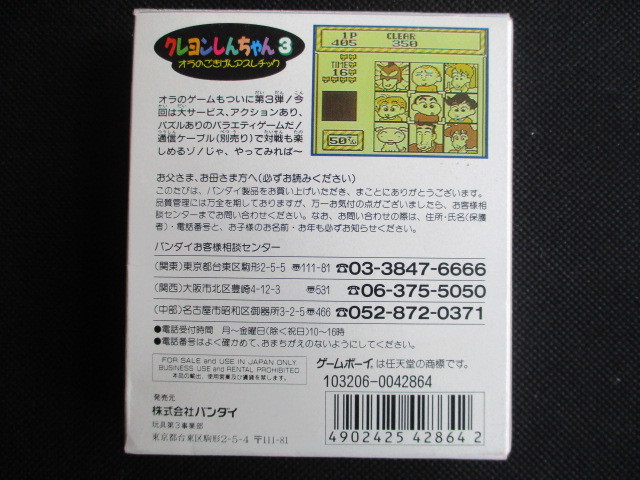 クレヨンしんちゃん3
オラのごきげんアスレチック
1P
CLEAR
405
350
TIME
16
50%
オラのゲームもついに第3弾!今
回は大サービス、アクションあり、
パズルありのバラエティゲームだ!
通信ケーブル(別売り)で対戦も楽
しめるゾ!じゃ、やってみれば〜
お父さま、お母さま方へ(必ずお読みください)
このたびは、バンダイ製品をお買い上げいただき、まことにありがとうございます。
品質管理には万全を期しておりますが、万一お気付の点がございましたら、お客様相
談センターまでお問い合わせください。なお、お問い合わせの際は、住所・氏名(保護
者)・電話番号と、お子様のお名前・お年も必ずお知らせください。
バンダイお客様相談センター
(関東)東京都台東区駒形2-5-5 〠111-81 ☎03-3847-6666
(関西)大阪市北区豊崎4-12-3 〠531 ☎06-375-5050
(中部)名古屋市昭和区御器所3-2-5 〠466 ☎052-872-0371
●電話受付時間 月〜金曜日(除く祝日)10〜16時
●電話番号はよく確かめて、おまちがえのないようにしてください。
FOR SALE and USE IN JAPAN ONLY.
BUSINESS USE and RENTAL PROHIBITED.
本品の輸出、使用営業及び賃貸を禁じます。
ゲームボーイは任天堂の商標です。
103206-0042864
発売元
株式会社バンダイ
玩具第3事業部
東京都台東区駒形2-5-4 〒111-81
4902425428642